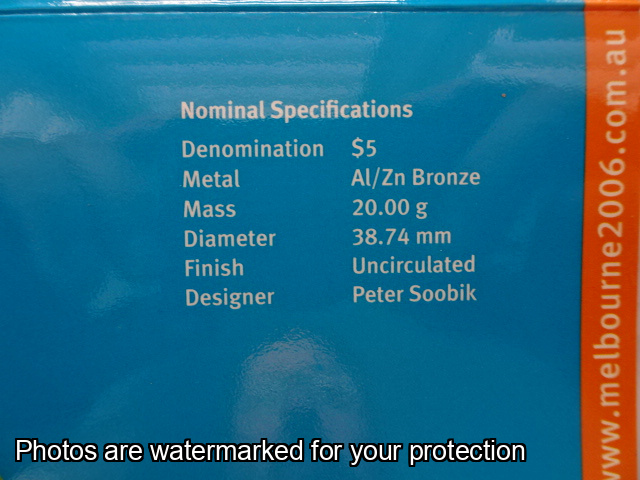 Nominal Specifications
Denomination $5
Metal Al/Zn Bronze
Mass 20.00 g
Diameter 38.74 mm
Finish Uncirculated
Designer Peter Soobik
www.melbourne2006.com.au
Photos are watermarked for your protection